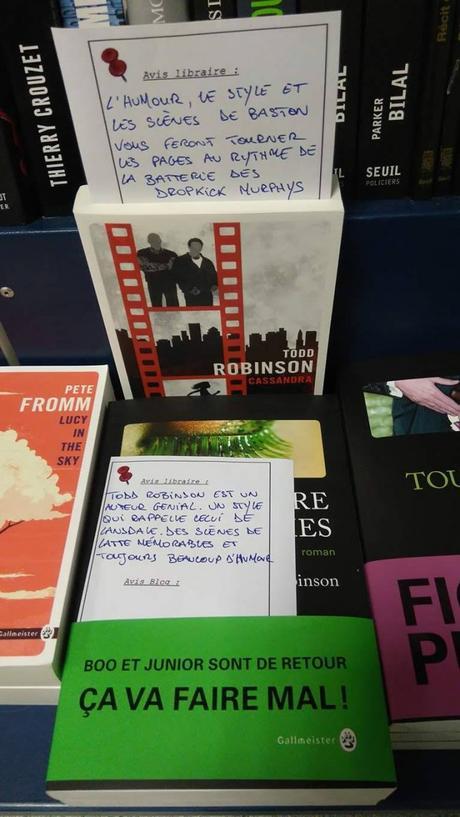 THIERRY CROUZET
BILAL
PARKER
BILAL
SEUIL
POLICIERS
Avis libraire :
L'HUMOUR, LE STYLE ET
LES SCÈNES DE BASTON
VOUS FERONT TOURNER
LES PAGES AU RYTHME DE
LA BATTERIE DES
DROPKICK MURPHYS
TODD
ROBINSON
CASSANDRA
PETE
FROMM
LUCY
IN
THE
SKY
Gallmeister
Avis libraire :
TODD ROBINSON EST UN
AUTEUR GENIAL. UN STYLE
QUI RAPPELLE CELUI DE
LANSDALE. DES SCÈNES DE
LATTE MÉMORABLES ET
TOUJOURS BEAUCOUP D'HUMOUR
Avis Blog :
roman
BOO ET JUNIOR SONT DE RETOUR
ÇA VA FAIRE MAL !
Gallmeister